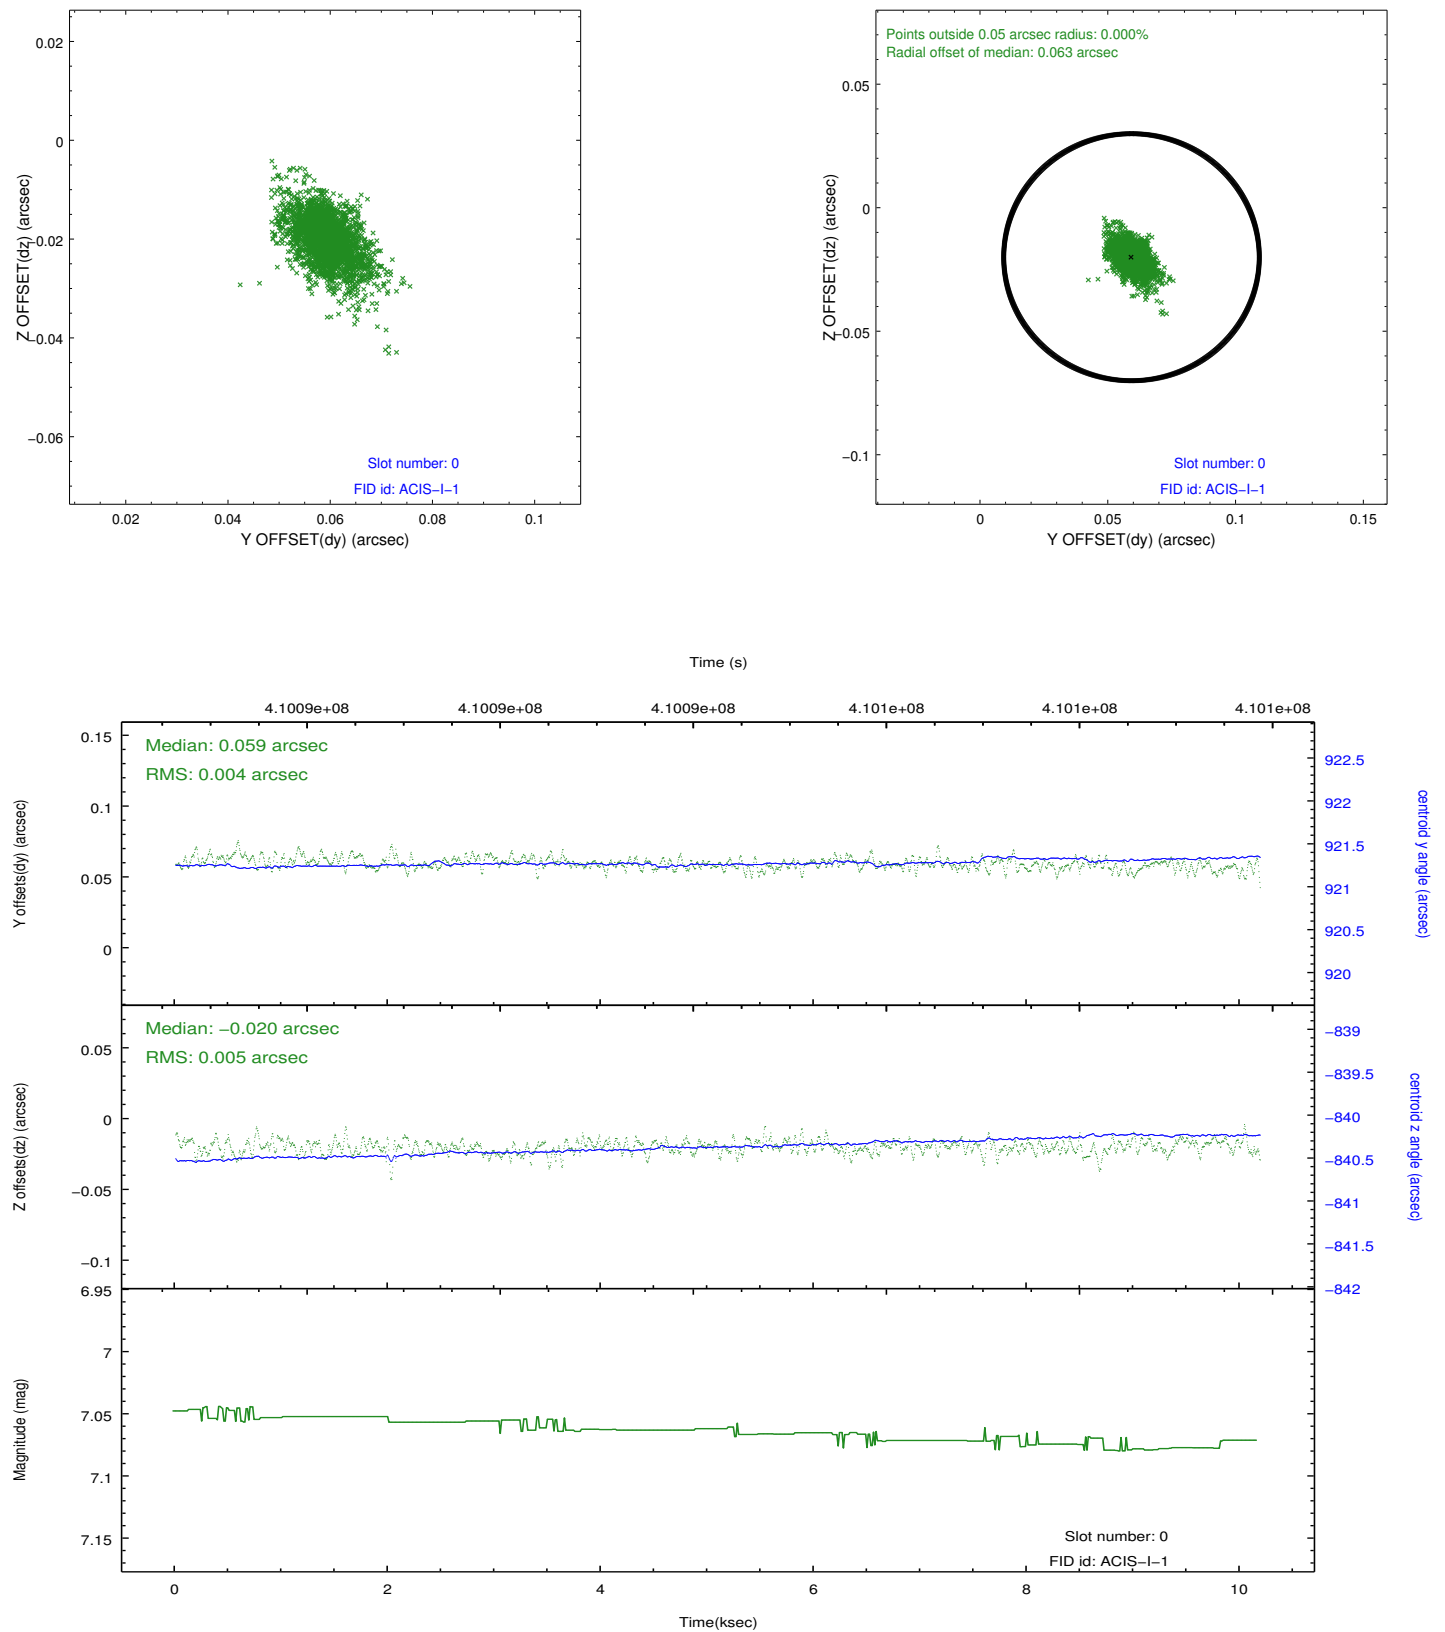 0.02
0
−0.02
−0.04
−0.06
Z OFFSET(dz) (arcsec)
Slot number: 0
FID id: ACIS−I−1
0.02
0.04
0.06
0.08
0.1
Y OFFSET(dy) (arcsec)
Points outside 0.05 arcsec radius: 0.000%
Radial offset of median: 0.063 arcsec
0.05
0
−0.05
−0.1
Z OFFSET(dz) (arcsec)
Slot number: 0
FID id: ACIS−I−1
0
0.05
0.1
0.15
Y OFFSET(dy) (arcsec)
Time (s)
4.1009e+08
4.1009e+08
4.1009e+08
4.101e+08
4.101e+08
4.101e+08
Median: 0.059 arcsec
RMS: 0.004 arcsec
0.15
0.1
0.05
0
Y offsets(dy) (arcsec)
922.5
922
921.5
921
920.5
920
centroid y angle (arcsec)
Median: −0.020 arcsec
RMS: 0.005 arcsec
0.05
0
−0.05
−0.1
Z offsets(dz) (arcsec)
−839
−839.5
−840
−840.5
−841
−841.5
−842
centroid z angle (arcsec)
6.95
7
7.05
7.1
7.15
Magnitude (mag)
Slot number: 0
FID id: ACIS−I−1
0
2
4
6
8
10
Time(ksec)